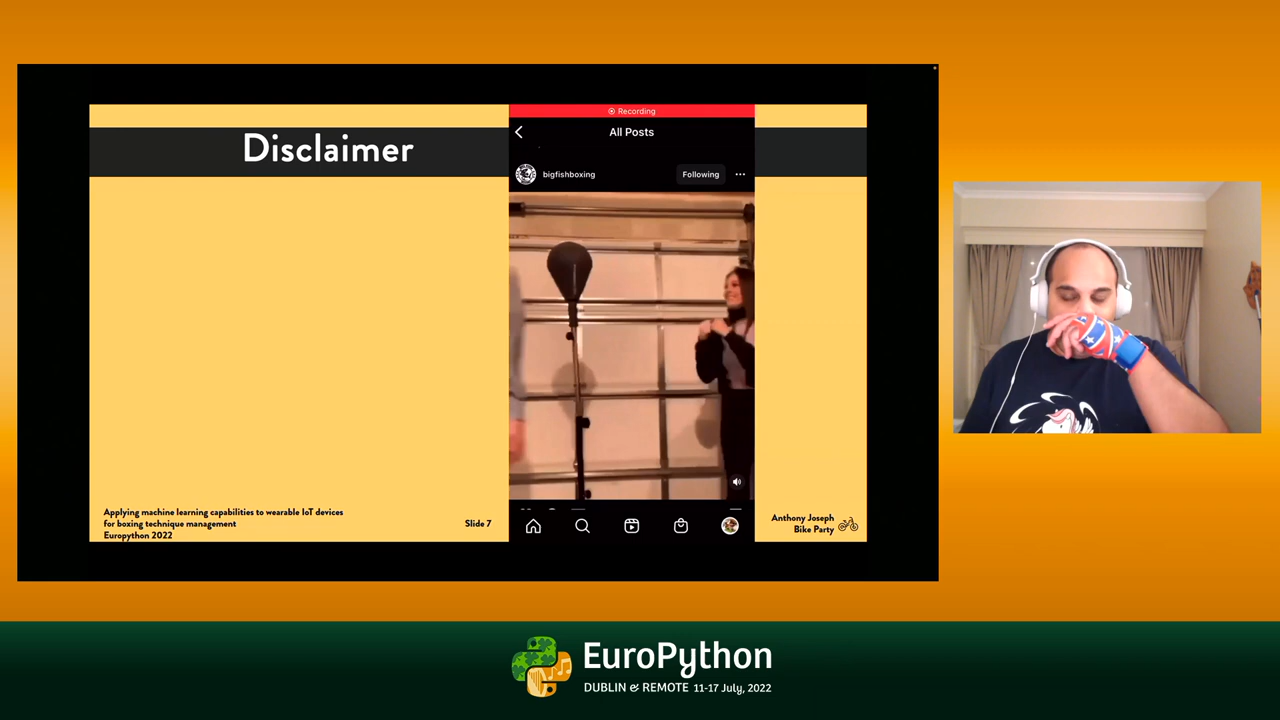 Disclaimer
Recording
All Posts
bigfishboxing
Following
Applying machine learning capabilities to wearable IoT devices
for boxing technique management
Europython 2022
Slide 7
Anthony Joseph
Bike Party
EuroPython
DUBLIN & REMOTE 11-17 July, 2022